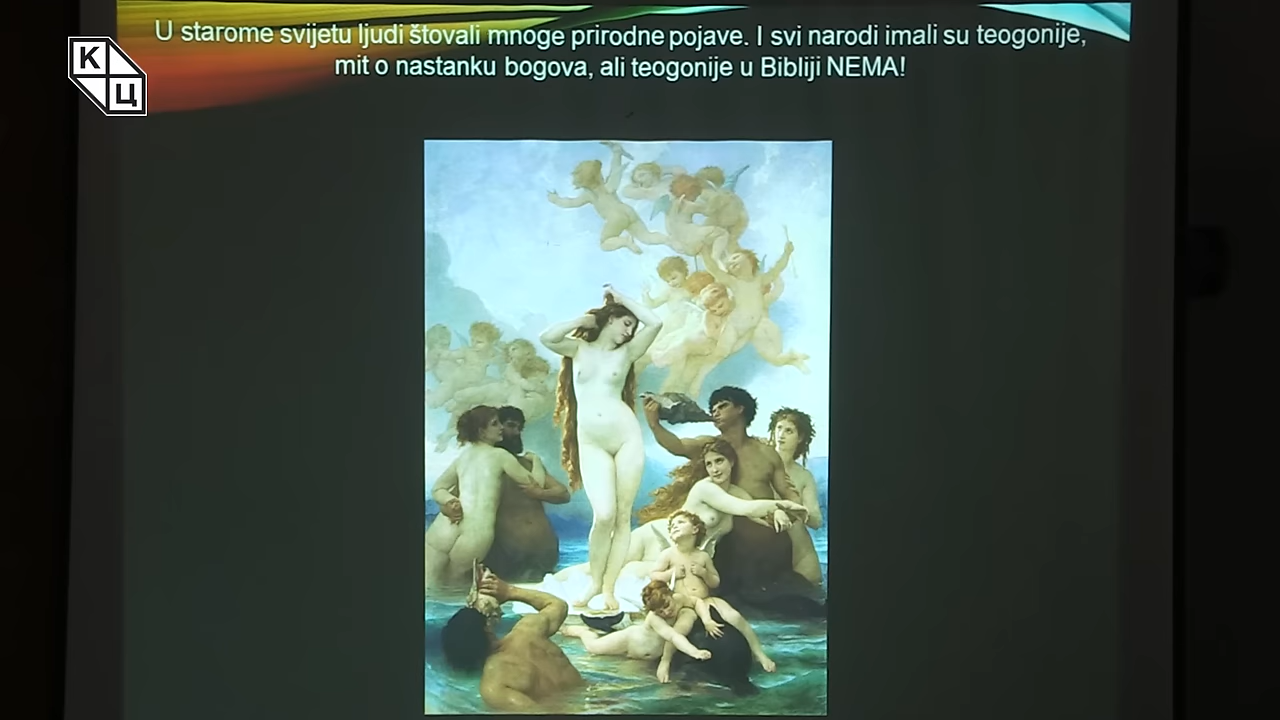 U starome svijetu ljudi štovali mnoge prirodne pojave. I svi narodi imali su teogonije,
mit o nastanku bogova, ali teogonije u Bibliji NEMA!
К
Ц